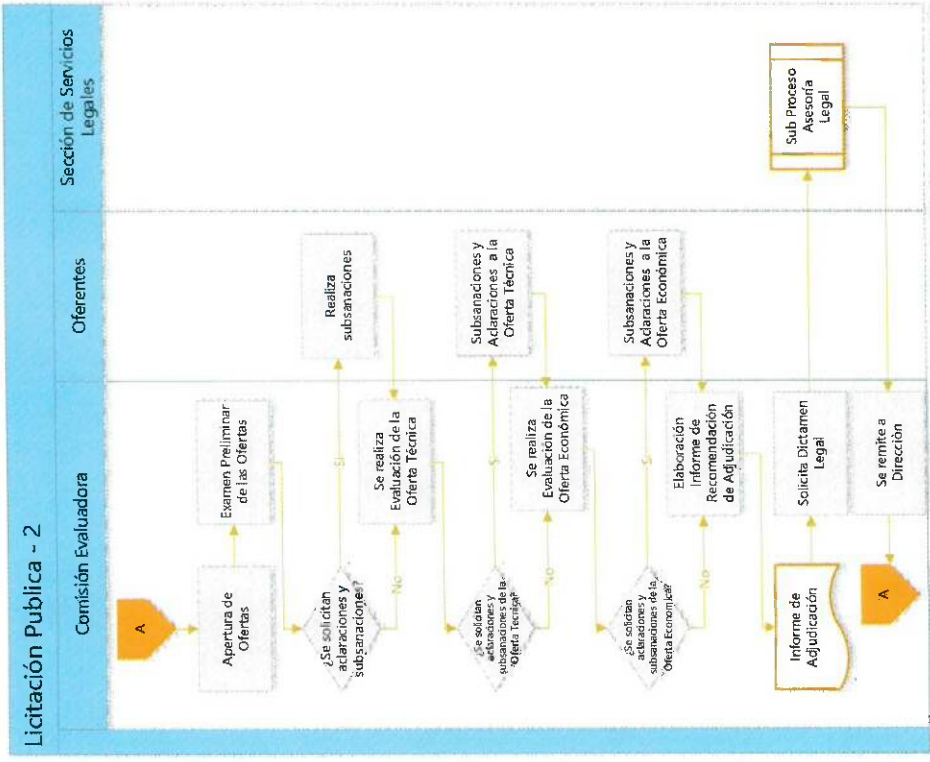 Licitación Publica - 2
Comisión Evaluadora
Oferentes
Sección de Servicios
Legales
A
Apertura de
Ofertas
Examen Preliminar
de las Ofertas
¿Se solicitan
aclaraciones y
subsanaciones?
Si
Realiza
subsanaciones
No
Se realiza
Evaluación de la
Oferta Técnica
¿Se solicitan
aclaraciones y
subsanaciones de la
Oferta Tecnica?
Si
Subsanaciones y
Aclaraciones a la
Oferta Técnica
No
Se realiza
Evaluación de la
Oferta Económica
¿Se solicitan
aclaraciones y
subsanaciones de la
Oferta Economica?
Si
Subsanaciones y
Aclaraciones a la
Oferta Económica
No
Elaboración
Informe de
Recomendación
de Adjudicación
Informe de
Adjudicación
Solicita Dictamen
Legal
Sub Proceso
Asesoría
Legal
Se remite a
Dirección
A